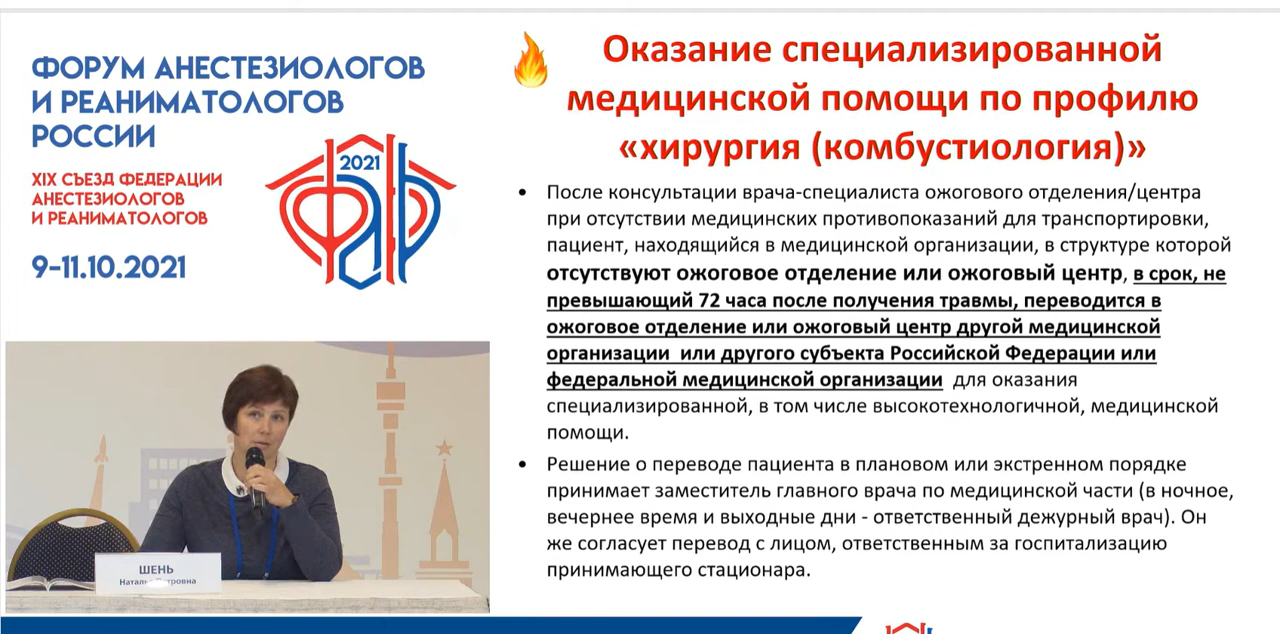 ФОРУМ АНЕСТЕЗИОЛОГОВ
И РЕАНИМАТОЛОГОВ
РОССИИ
XIX СЪЕЗД ФЕДЕРАЦИИ
АНЕСТЕЗИОЛОГОВ
И РЕАНИМАТОЛОГОВ
9-11.10.2021
2021
ФАР
ШЕНЬ
Наталья Петровна
Оказание специализированной
медицинской помощи по профилю
«хирургия (комбустиология)»
• После консультации врача-специалиста ожогового отделения/центра
при отсутствии медицинских противопоказаний для транспортировки,
пациент, находящийся в медицинской организации, в структуре которой
отсутствуют ожоговое отделение или ожоговый центр, в срок, не
превышающий 72 часа после получения травмы, переводится в
ожоговое отделение или ожоговый центр другой медицинской
организации или другого субъекта Российской Федерации или
федеральной медицинской организации для оказания
специализированной, в том числе высокотехнологичной, медицинской
помощи.
• Решение о переводе пациента в плановом или экстренном порядке
принимает заместитель главного врача по медицинской части (в ночное,
вечернее время и выходные дни - ответственный дежурный врач). Он
же согласует перевод с лицом, ответственным за госпитализацию
принимающего стационара.